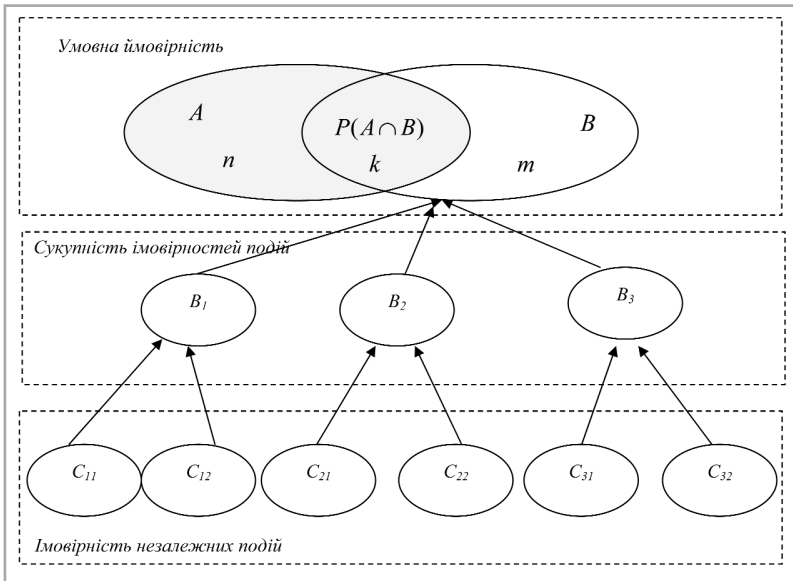 Умовна ймовірність
A
P(A∩B)
B
n
k
m
Сукупність імовірностей подій
B₁
B₂
B₃
C₁₁
C₁₂
C₂₁
C₂₂
C₃₁
C₃₂
Імовірність незалежних подій